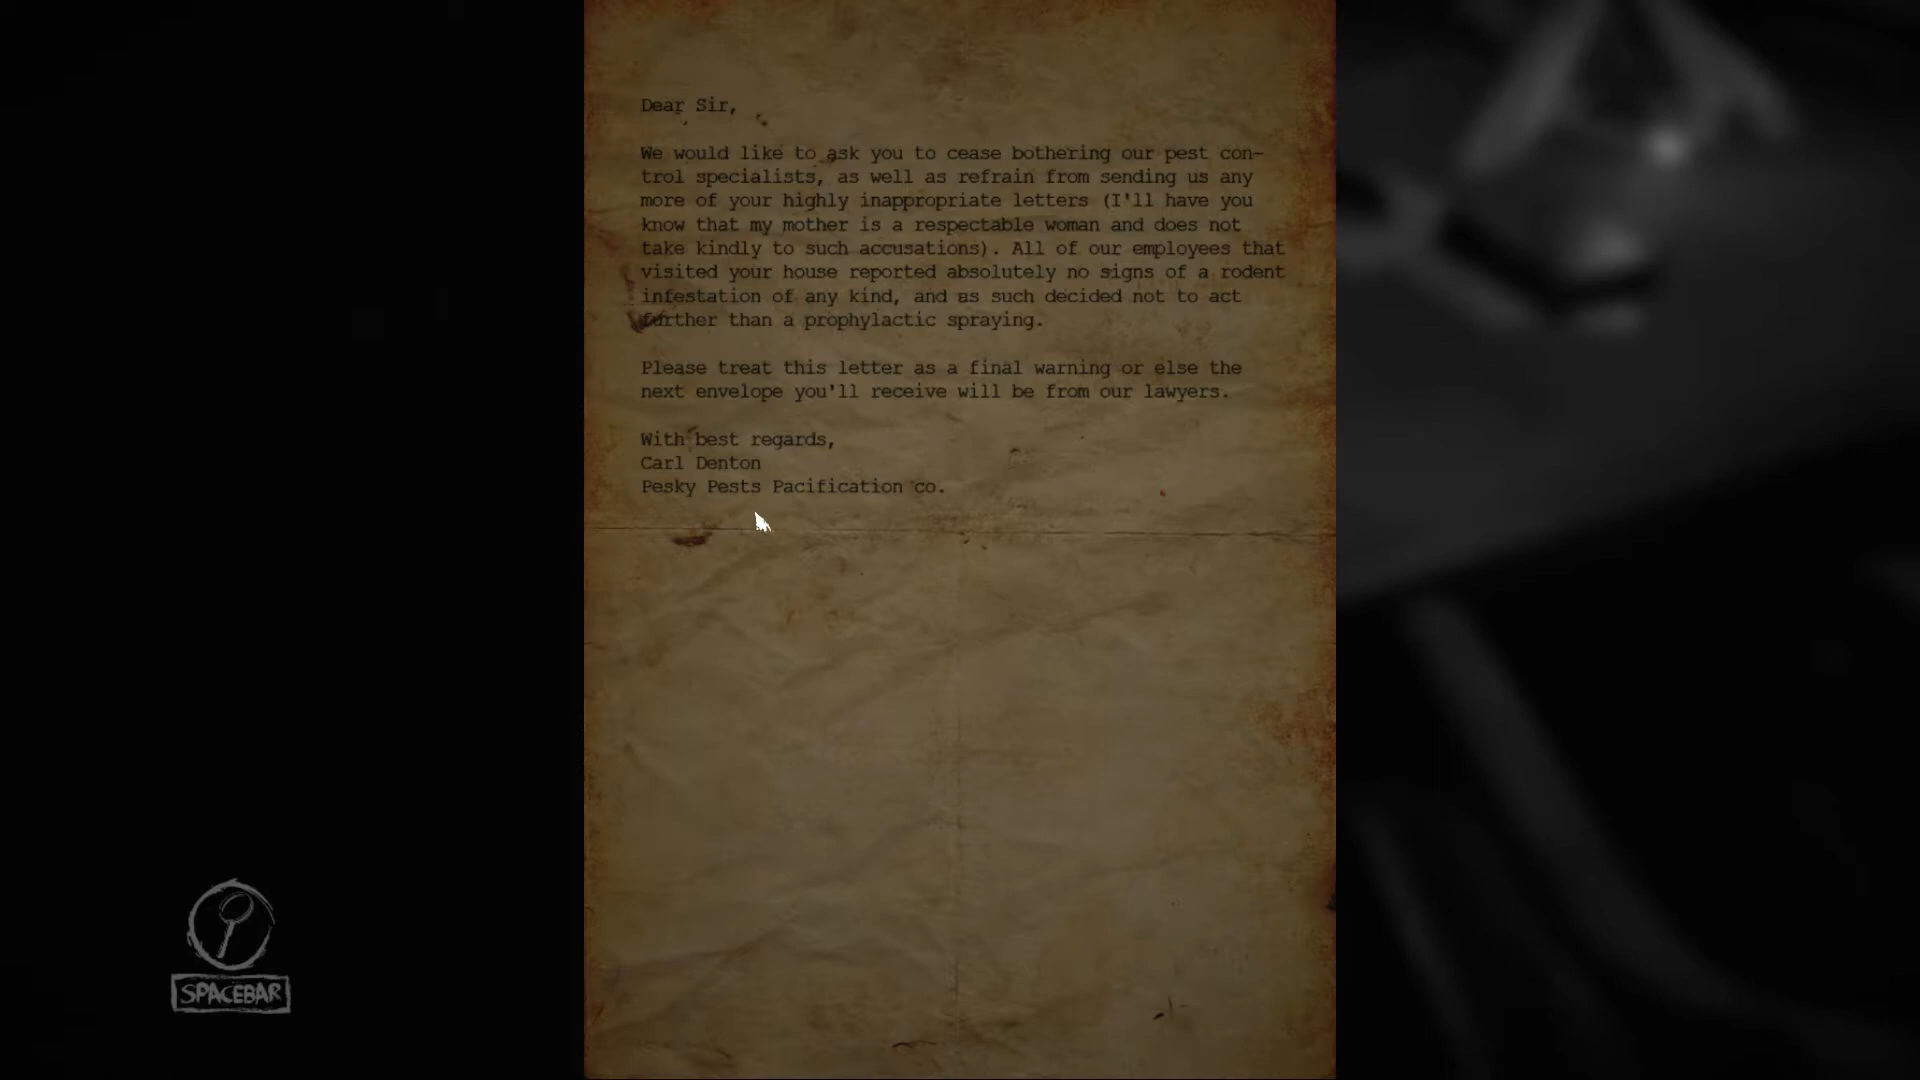 Dear Sir,
We would like to ask you to cease bothering our pest con-
trol specialists, as well as refrain from sending us any
more of your highly inappropriate letters (I'll have you
know that my mother is a respectable woman and does not
take kindly to such accusations). All of our employees that
visited your house reported absolutely no signs of a rodent
infestation of any kind, and as such decided not to act
further than a prophylactic spraying.
Please treat this letter as a final warning or else the
next envelope you'll receive will be from our lawyers.
With best regards,
Carl Denton
Pesky Pests Pacification co.
SPACEBAR